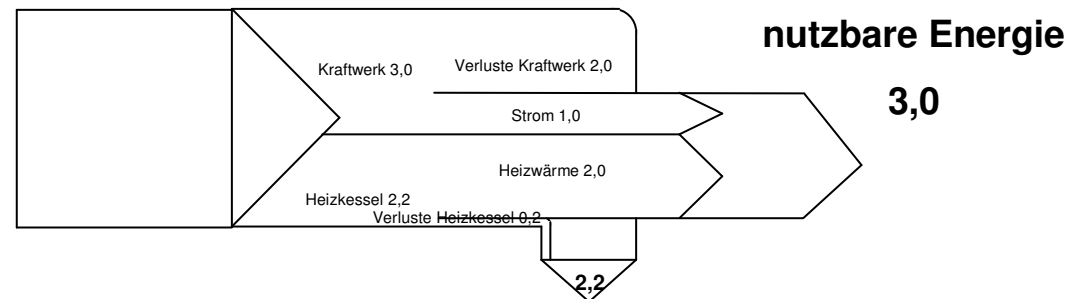 nutzbare Energie
3,0
Kraftwerk 3,0
Verluste Kraftwerk 2,0
Strom 1,0
Heizwärme 2,0
Heizkessel 2,2
Verluste Heizkessel 0,2
2,2